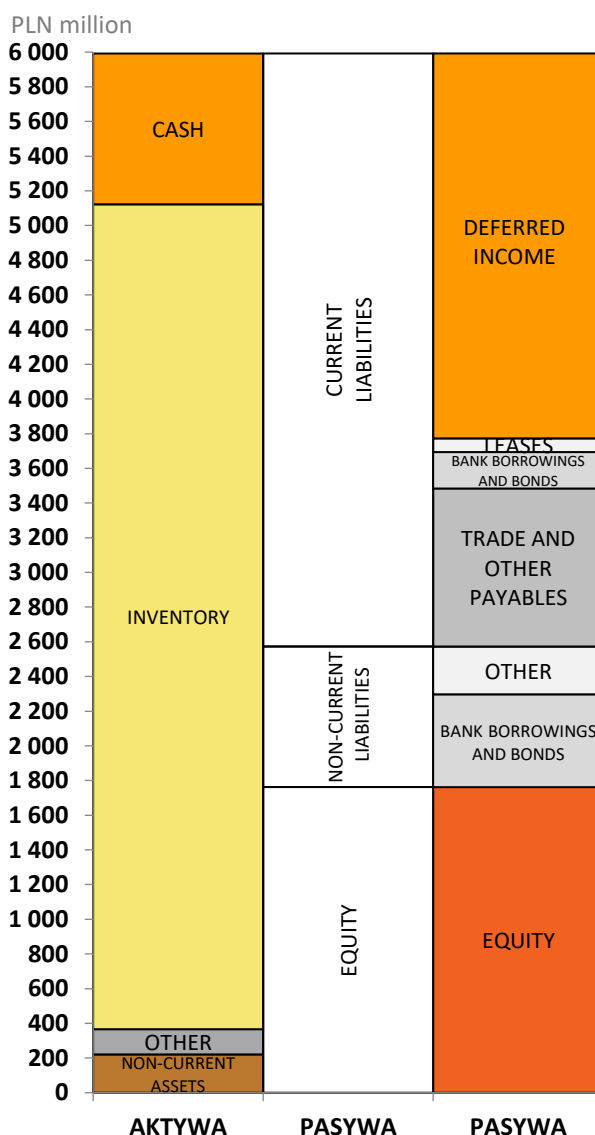 PLN million
6 000
5 800
5 600
5 400
5 200
5 000
4 800
4 600
4 400
4 200
4 000
3 800
3 600
3 400
3 200
3 000
2 800
2 600
2 400
2 200
2 000
1 800
1 600
1 400
1 200
1 000
800
600
400
200
0
CASH
INVENTORY
OTHER
NON-CURRENT
ASSETS
CURRENT
LIABILITIES
NON-CURRENT
LIABILITIES
EQUITY
DEFERRED
INCOME
LEASES
BANK BORROWINGS
AND BONDS
TRADE AND
OTHER
PAYABLES
OTHER
BANK BORROWINGS
AND BONDS
EQUITY
AKTYWA
PASYWA
PASYWA